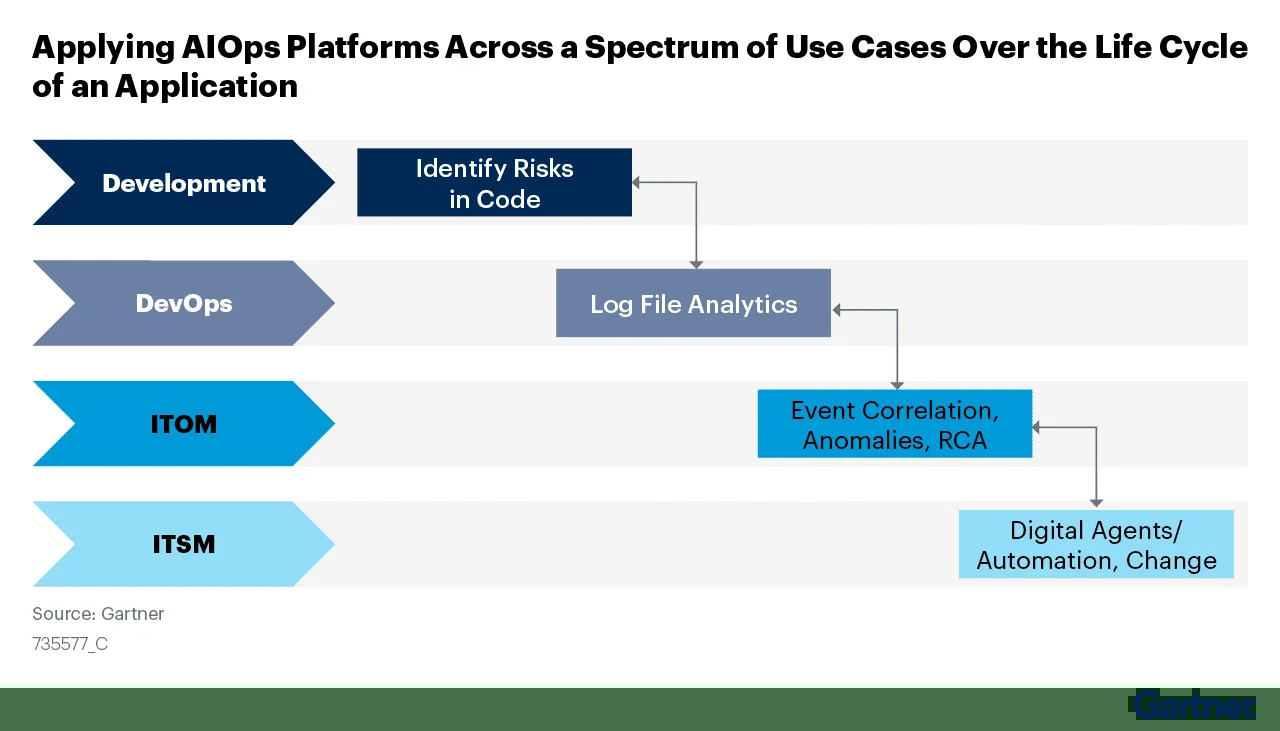 Applying AIOps Platforms Across a Spectrum of Use Cases Over the Life Cycle
of an Application
Development
Identify Risks
in Code
DevOps
Log File Analytics
ITOM
Event Correlation,
Anomalies, RCA
ITSM
Digital Agents/
Automation, Change
Source: Gartner
735577_C
Gartner